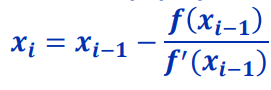 xᵢ = xᵢ₋₁ − f(xᵢ₋₁) / f′(xᵢ₋₁)